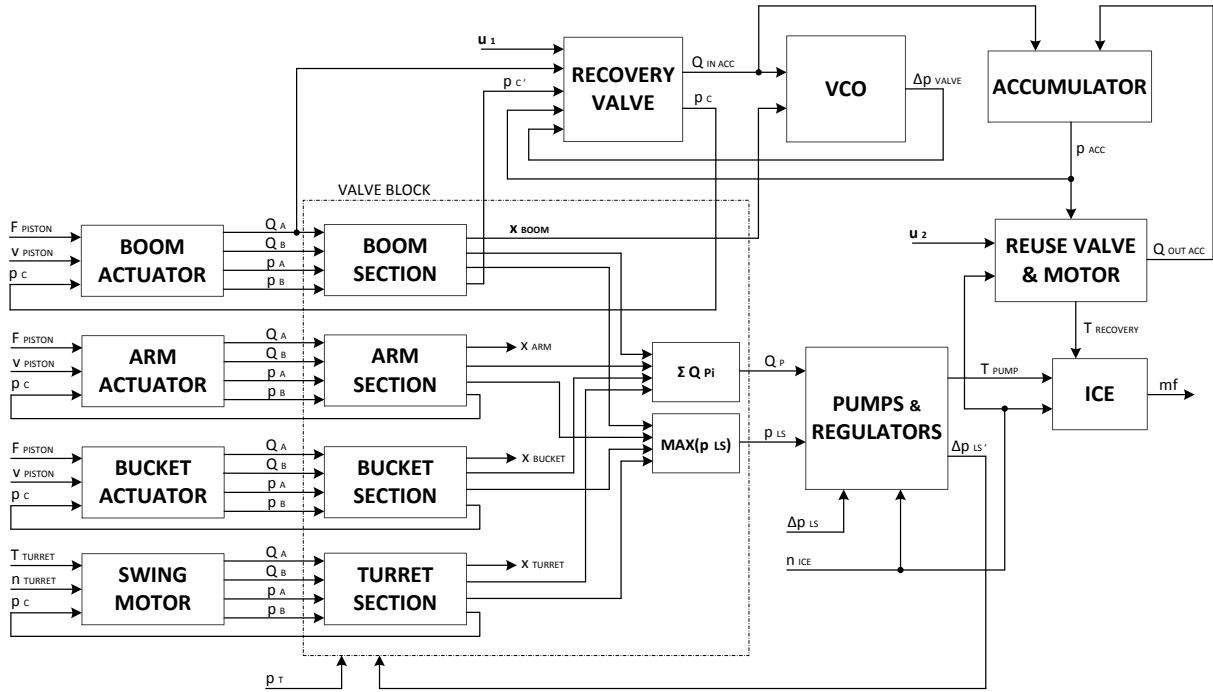 u 1
RECOVERY
VALVE
Q IN ACC
p C
p C'
VCO
Δp VALVE
ACCUMULATOR
p ACC
VALVE BLOCK
F PISTON
v PISTON
p C
BOOM
ACTUATOR
Q A
Q B
p A
p B
BOOM
SECTION
x BOOM
u 2
REUSE VALVE
& MOTOR
Q OUT ACC
T RECOVERY
F PISTON
v PISTON
p C
ARM
ACTUATOR
Q A
Q B
p A
p B
ARM
SECTION
x ARM
Σ Q Pi
Q P
PUMPS &
REGULATORS
T PUMP
ICE
mf
MAX(p LS)
p LS
Δp LS'
F PISTON
v PISTON
p C
BUCKET
ACTUATOR
Q A
Q B
p A
p B
BUCKET
SECTION
x BUCKET
Δp LS
n ICE
T TURRET
n TURRET
p C
SWING
MOTOR
Q A
Q B
p A
p B
TURRET
SECTION
x TURRET
p T